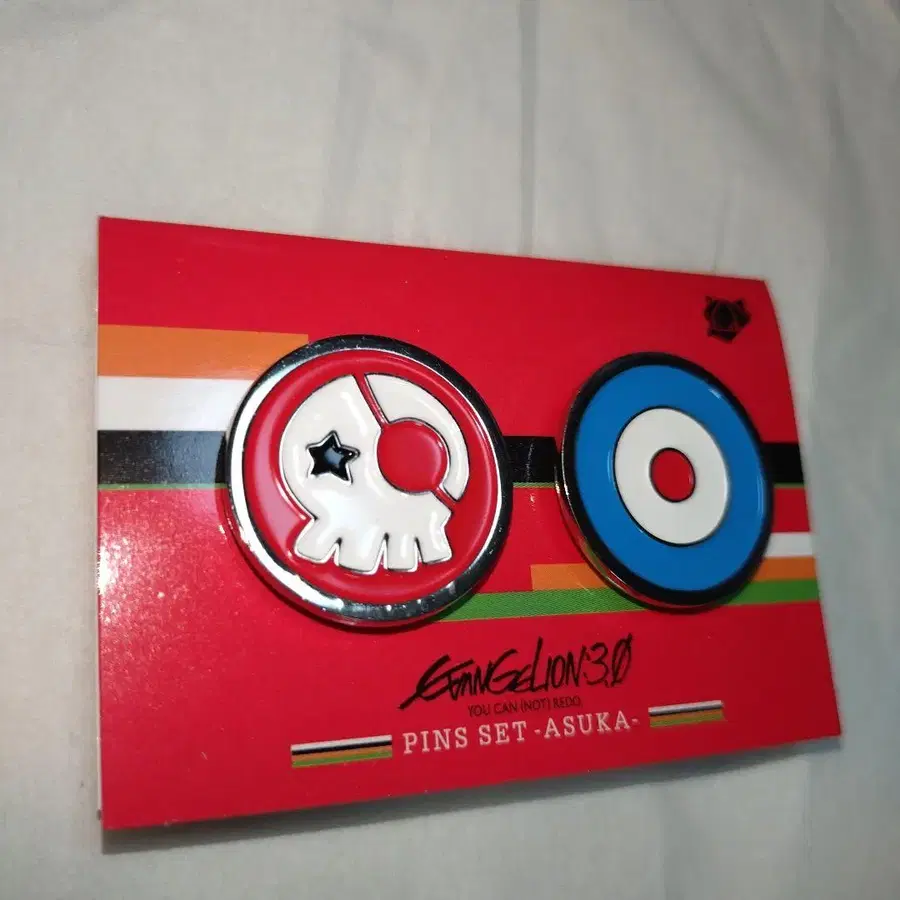 EVANGELION:3.0
YOU CAN (NOT) REDO.
PINS SET -ASUKA-